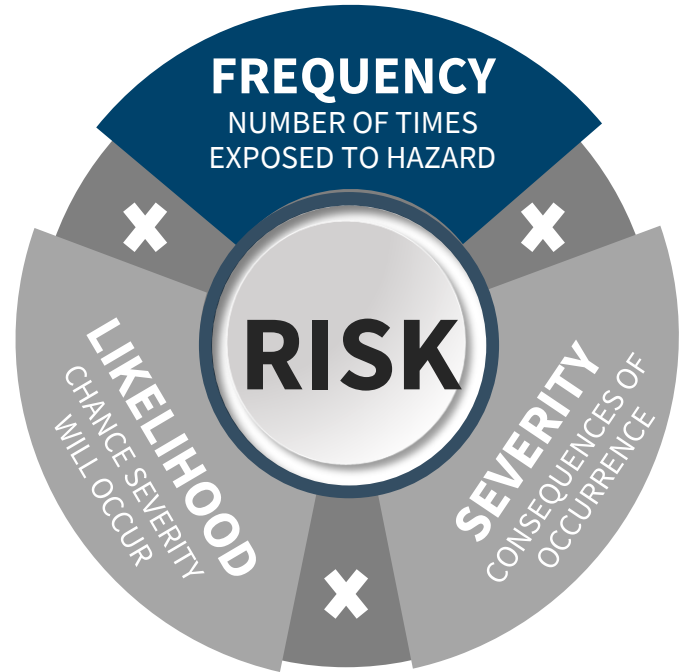 FREQUENCY
NUMBER OF TIMES
EXPOSED TO HAZARD
RISK
LIKELIHOOD
CHANCE SEVERITY
WILL OCCUR
SEVERITY
CONSEQUENCES OF
OCCURRENCE